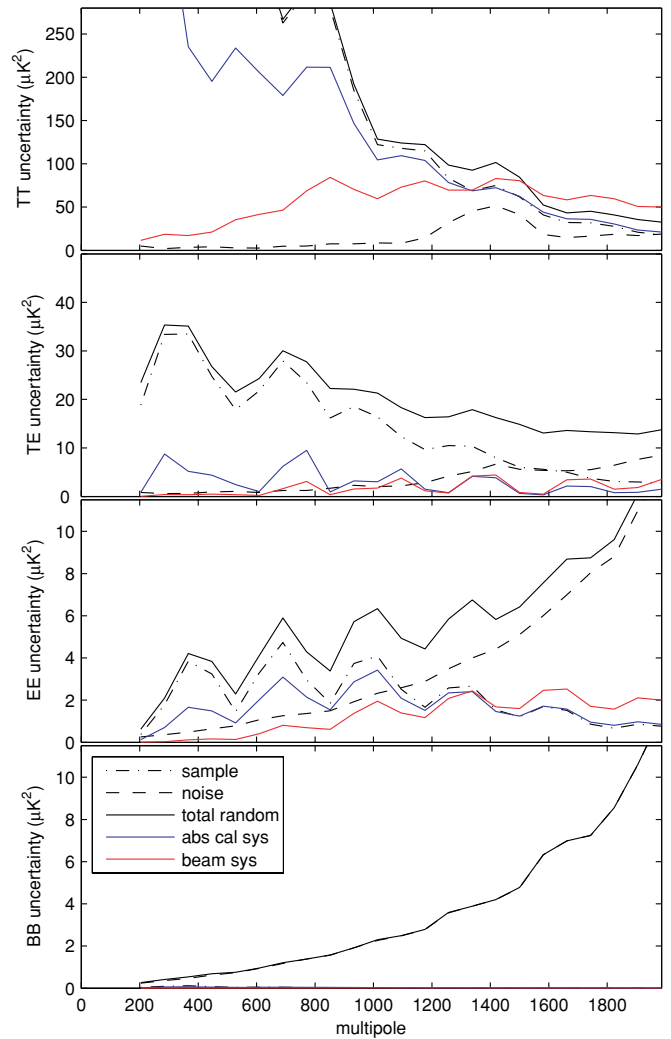 250
200
150
100
50
0
TT uncertainty (μK²)
40
30
20
10
0
TE uncertainty (μK²)
10
8
6
4
2
0
EE uncertainty (μK²)
10
8
6
4
2
0
BB uncertainty (μK²)
sample
noise
total random
abs cal sys
beam sys
0 200 400 600 800 1000 1200 1400 1600 1800
multipole